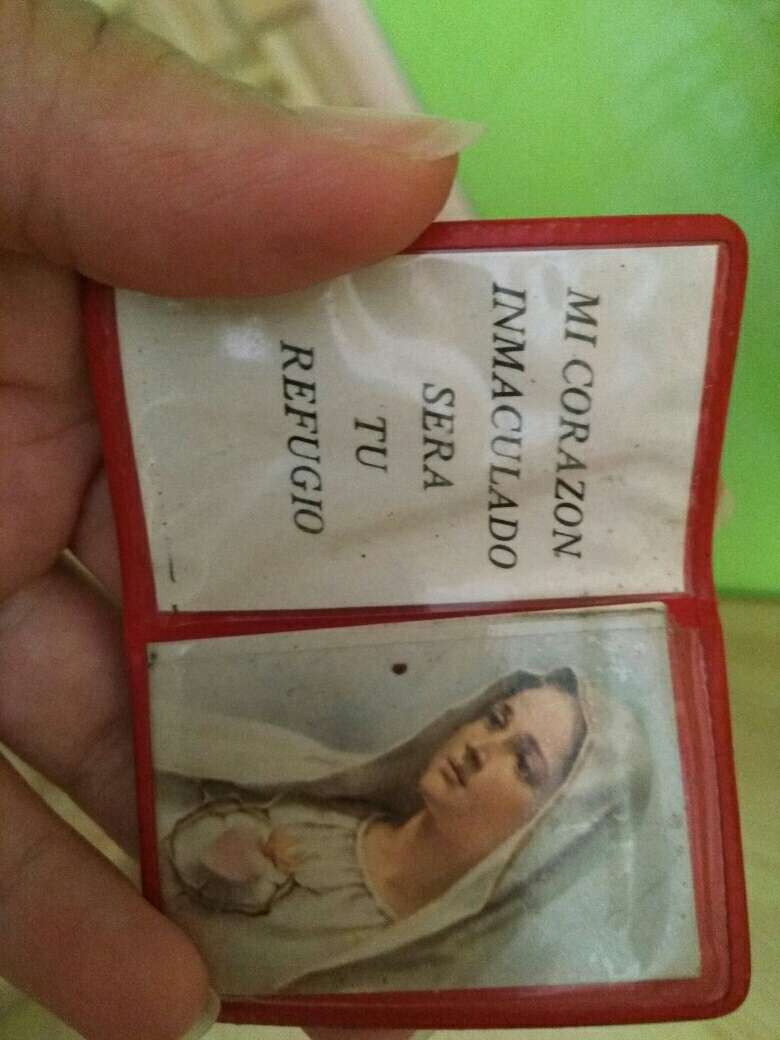 MI CORAZON
INMACULADO
SERA
TU
REFUGIO